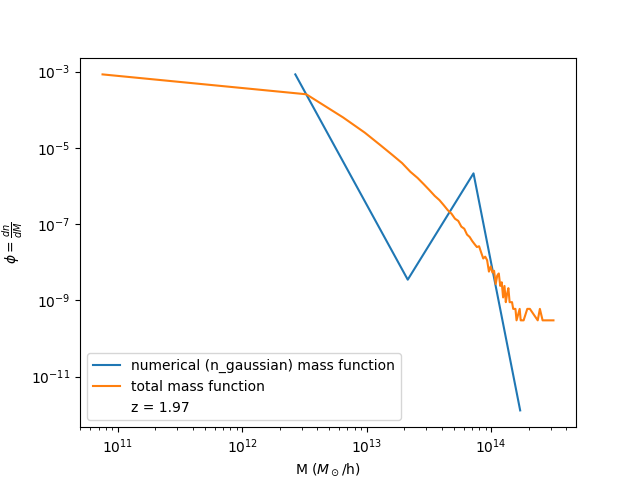 10⁻³
10⁻⁵
10⁻⁷
10⁻⁹
10⁻¹¹
ϕ = dn/dM
numerical (n_gaussian) mass function
total mass function
z = 1.97
10¹¹ 10¹² 10¹³ 10¹⁴
M (M⊙/h)